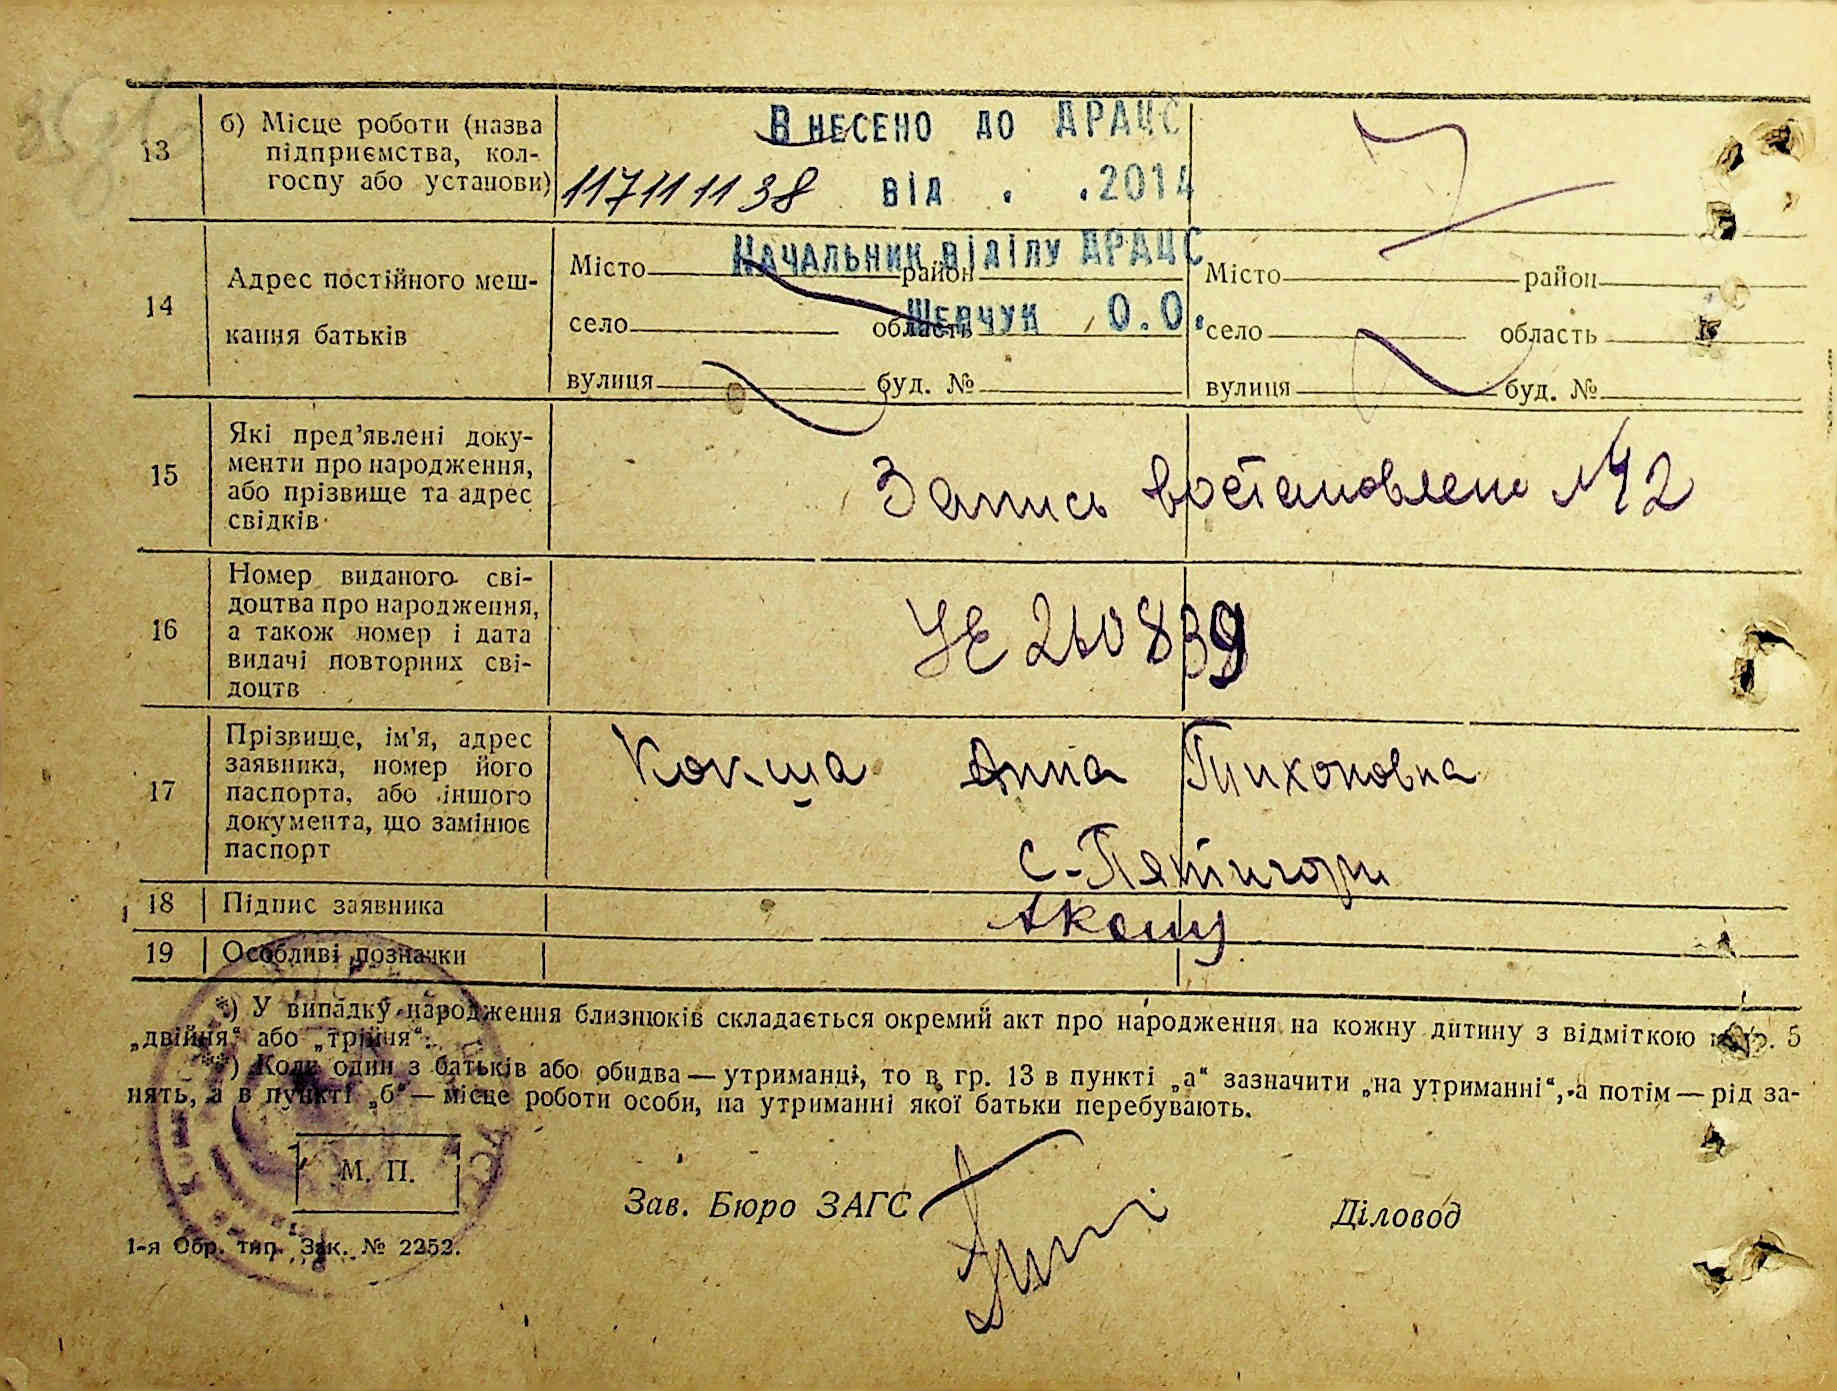 13
б) Місце роботи (назва
підприємства, кол-
госпу або установи)
Внесено до ДРАЦС
117111138 від . .2014
Начальник відділу ДРАЦС
Шевчук О.О.
14
Адрес постійного меш-
кання батьків
Місто район Місто район
село область село область
вулиця буд. № вулиця буд. №
15
Які пред’явлені доку-
менти про народження,
або прізвище та адрес
свідків
Запись востановлена №42
16
Номер виданого сві-
доцтва про народження,
а також номер і дата
видачі повторних сві-
доцтв
УЕ 260839
17
Прізвище, ім’я, адрес
заявника, номер його
паспорта, або іншого
документа, що замінює
паспорт
Анна Тихоновна
с-Пятигори
18 Підпис заявника
19 Особливі позначки
*) У випадку народження близнюків складається окремий акт про народження на кожну дитину з відміткою 5
„двійня“ або „трійня“.
**) Коли один з батьків або обидва — утриманці, то в гр. 13 в пункті „а“ зазначити „на утриманні“, а потім — рід за-
нять, а в пункті „б“ — місце роботи особи, на утриманні якої батьки перебувають.
М. П.
Зав. Бюро ЗАГС Діловод
1-я Обр. тип. Зак. № 2252.